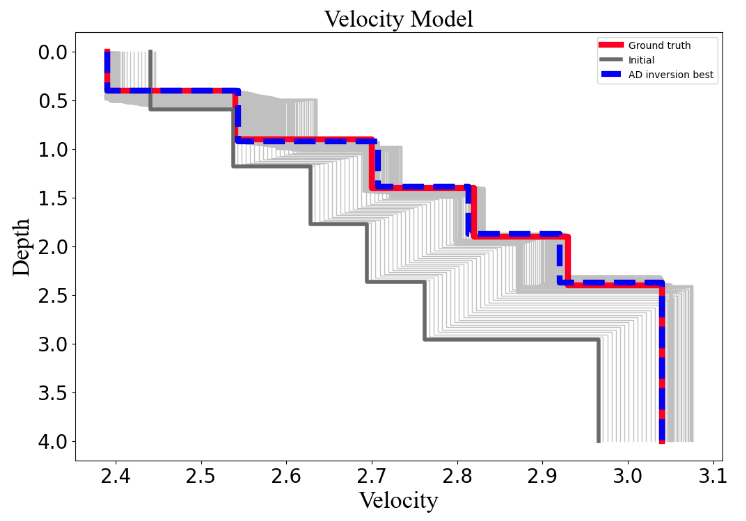 Velocity Model
Ground truth
Initial
AD inversion best
0.0
0.5
1.0
1.5
2.0
2.5
3.0
3.5
4.0
Depth
2.4 2.5 2.6 2.7 2.8 2.9 3.0 3.1
Velocity